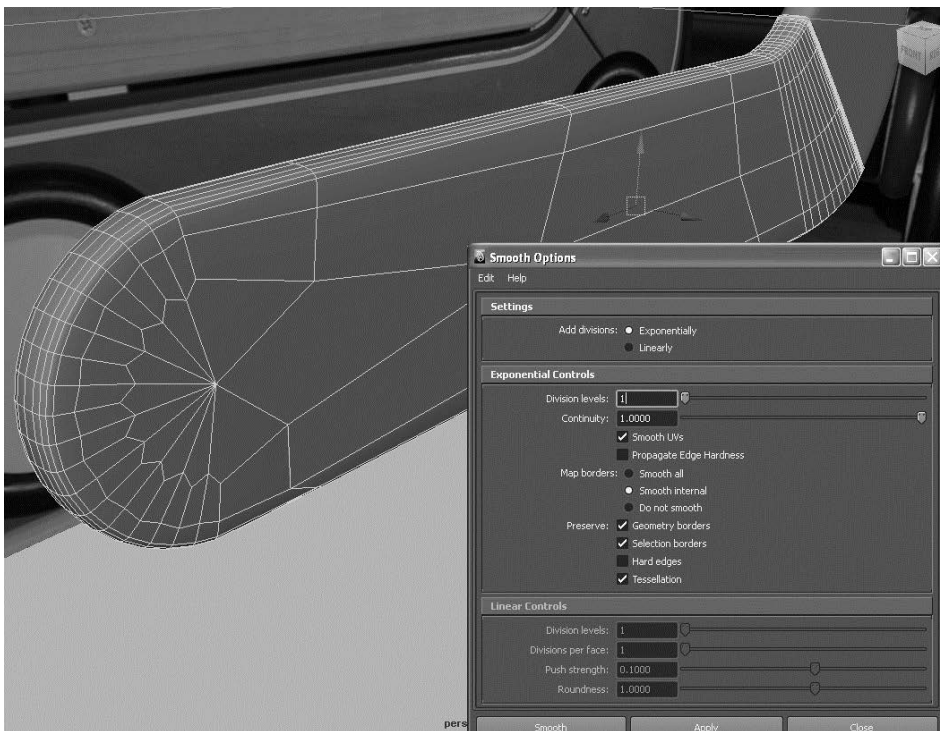 FRONT
Smooth Options
Edit Help
Settings
Add divisions: Exponentially
Linearly
Exponential Controls
Division levels: 1
Continuity: 1.0000
Smooth UVs
Propagate Edge Hardness
Map borders: Smooth all
Smooth internal
Do not smooth
Preserve: Geometry borders
Selection borders
Hard edges
Tessellation
Linear Controls
Division levels: 1
Divisions per face: 1
Push strength: 0.1000
Roundness: 1.0000
pers
Smooth Apply Close